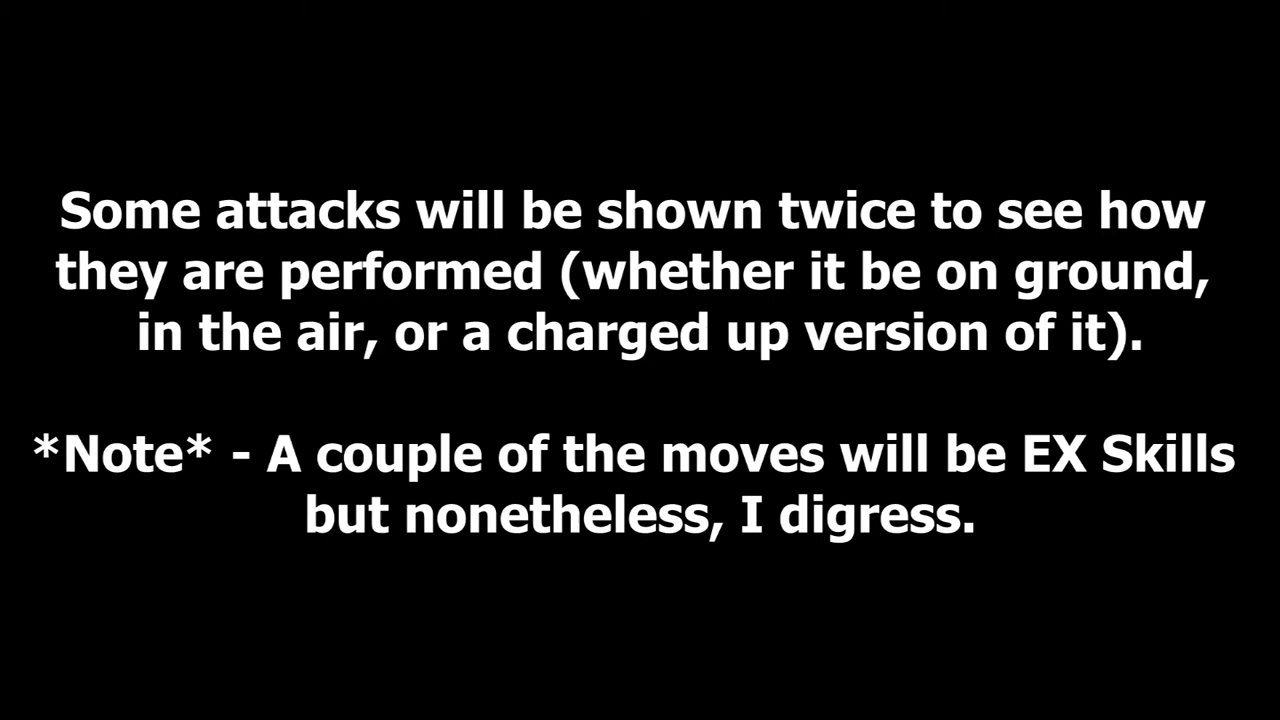 Some attacks will be shown twice to see how
they are performed (whether it be on ground,
in the air, or a charged up version of it).
*Note* - A couple of the moves will be EX Skills
but nonetheless, I digress.